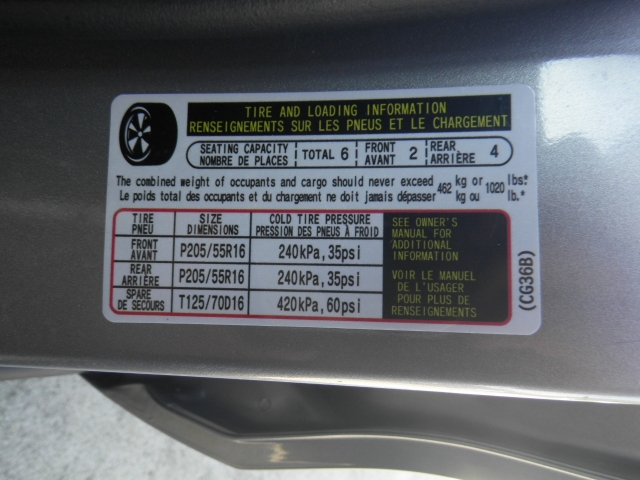 TIRE AND LOADING INFORMATION
RENSEIGNEMENTS SUR LES PNEUS ET LE CHARGEMENT
SEATING CAPACITY
NOMBRE DE PLACES
TOTAL 6
FRONT
AVANT 2
REAR
ARRIÈRE 4
The combined weight of occupants and cargo should never exceed 462 kg or 1020 lbs.*
Le poids total des occupants et du chargement ne doit jamais dépasser kg ou lb.*
TIRE
PNEU
SIZE
DIMENSIONS
COLD TIRE PRESSURE
PRESSION DES PNEUS À FROID
FRONT
AVANT
P205/55R16
240kPa,35psi
REAR
ARRIÈRE
P205/55R16
240kPa,35psi
SPARE
DE SECOURS
T125/70D16
420kPa,60psi
SEE OWNER'S
MANUAL FOR
ADDITIONAL
INFORMATION
VOIR LE MANUEL
DE L'USAGER
POUR PLUS DE
RENSEIGNEMENTS
(CG36B)